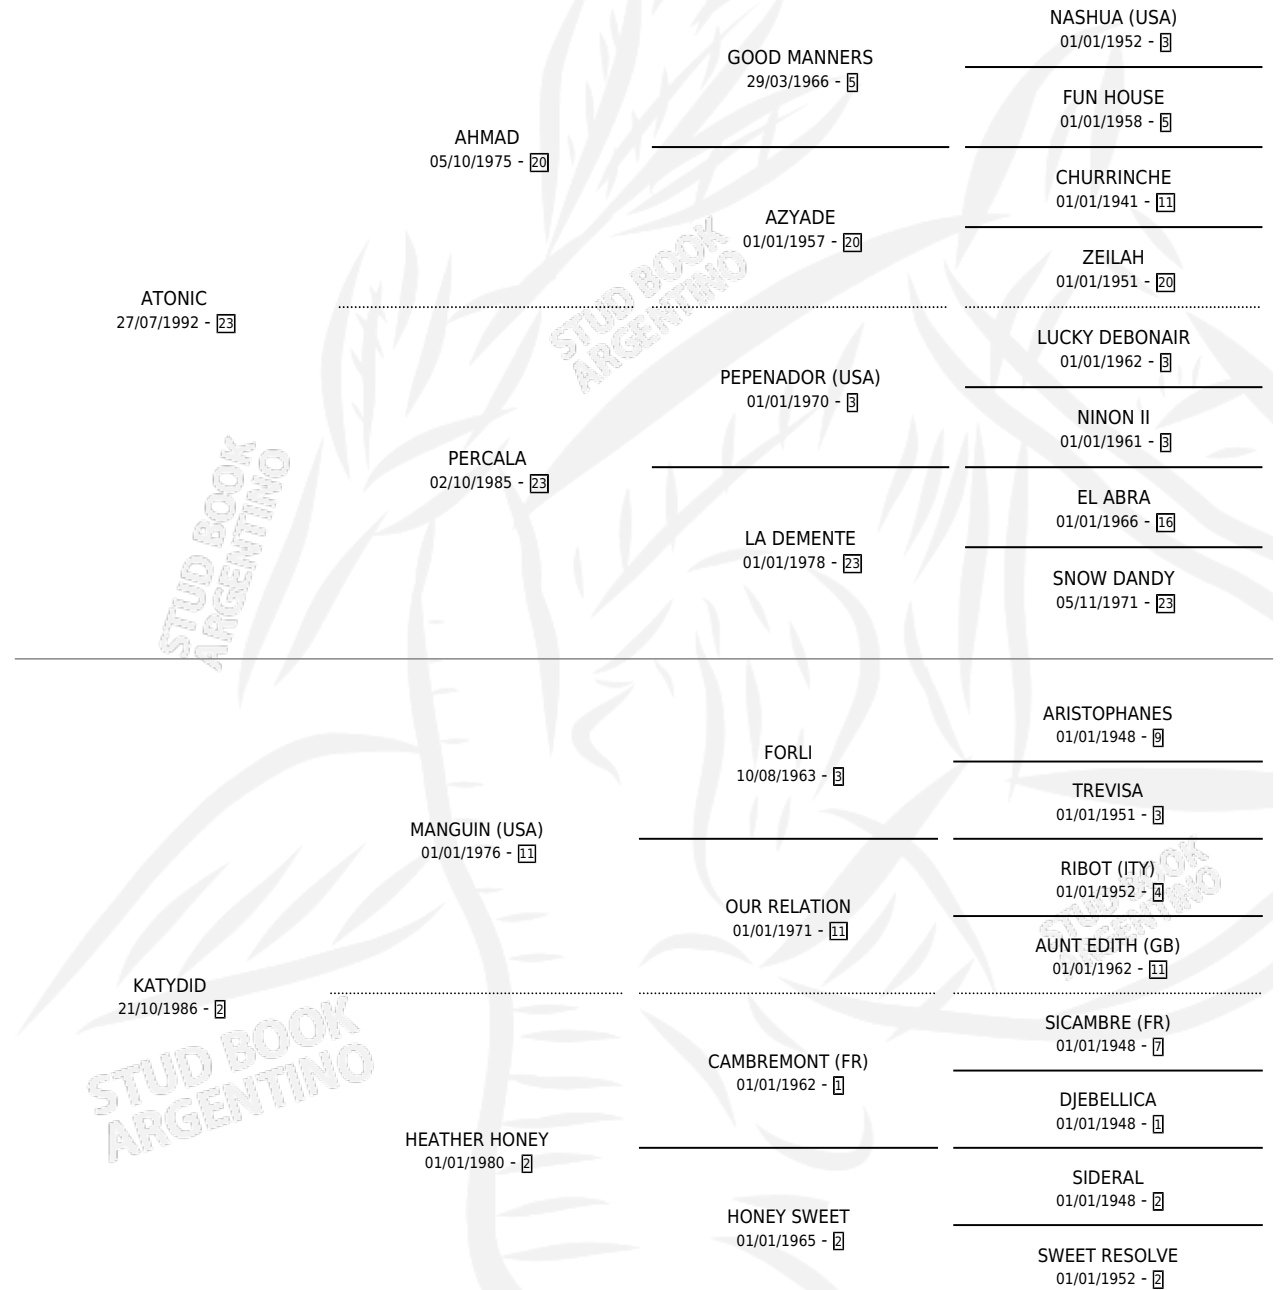 NASHUA (USA)
01/01/1952 - 3
GOOD MANNERS
29/03/1966 - 5
FUN HOUSE
01/01/1958 - 5
AHMAD
05/10/1975 - 20
CHURRINCHE
01/01/1941 - 11
AZYADE
01/01/1957 - 20
ZEILAH
01/01/1951 - 20
STUD BOOK
ARGENTINO
ATONIC
27/07/1992 - 23
LUCKY DEBONAIR
01/01/1962 - 3
PEPENADOR (USA)
01/01/1970 - 3
NINON II
01/01/1961 - 3
PERCALA
02/10/1985 - 23
EL ABRA
01/01/1966 - 16
LA DEMENTE
01/01/1978 - 23
SNOW DANDY
05/11/1971 - 23
STUD BOOK
ARGENTINO
ARISTOPHANES
01/01/1948 - 9
FORLI
10/08/1963 - 3
TREVISA
01/01/1951 - 3
MANGUIN (USA)
01/01/1976 - 11
RIBOT (ITY)
01/01/1952 - 4
OUR RELATION
01/01/1971 - 11
STUD BOOK
ARGENTINO
AUNT EDITH (GB)
01/01/1962 - 11
KATYDID
21/10/1986 - 2
SICAMBRE (FR)
01/01/1948 - 7
CAMBREMONT (FR)
01/01/1962 - 1
STUD BOOK
ARGENTINO
DJEBELLICA
01/01/1948 - 1
HEATHER HONEY
01/01/1980 - 2
SIDERAL
01/01/1948 - 2
HONEY SWEET
01/01/1965 - 2
SWEET RESOLVE
01/01/1952 - 2